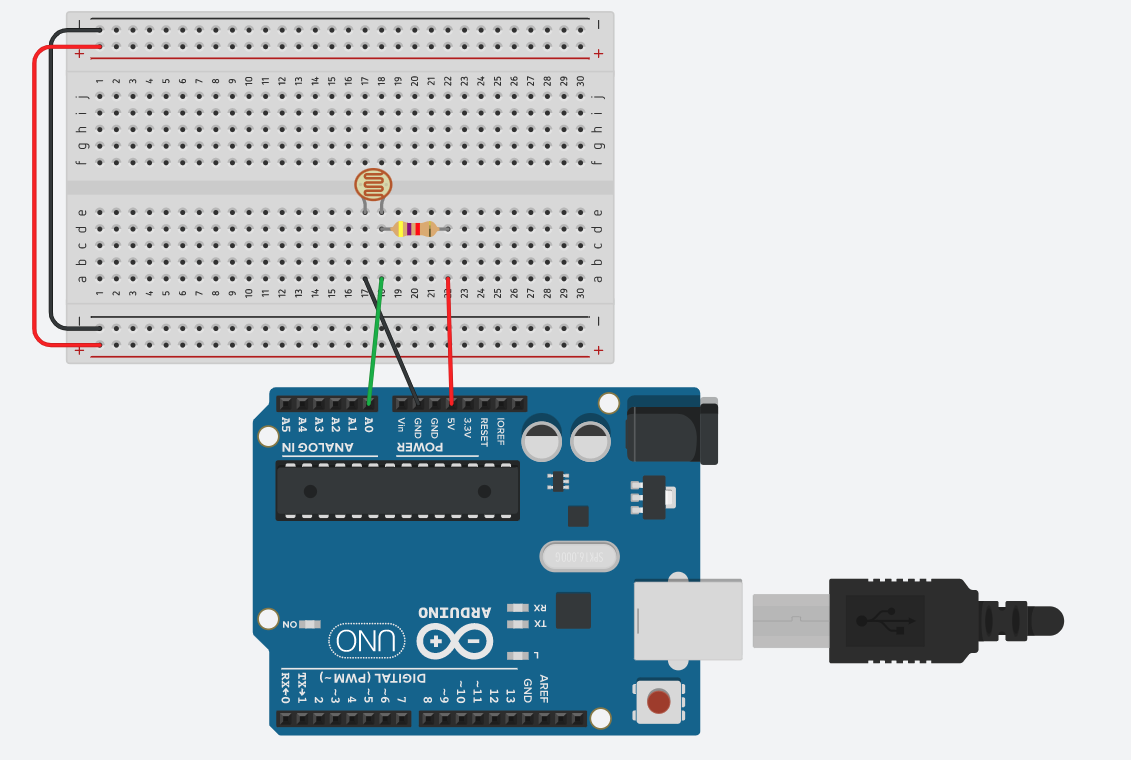 − −
+ +
1 2 3 4 5 6 7 8 9 10 11 12 13 14 15 16 17 18 19 20 21 22 23 24 25 26 27 28 29 30
j j
i i
h h
g g
f f
e e
d d
c c
b b
a a
1 2 3 4 5 6 7 8 9 10 11 12 13 14 15 16 17 18 19 20 21 22 23 24 25 26 27 28 29 30
− −
+ +
A5 A4 A3 A2 A1 A0 Vin GND GND 5V 3.3V RESET IOREF
ANALOG IN POWER
SPK16.000G
ARDUINO
RX
TX
ON
UNO
L
DIGITAL (PWM~)
RX←0 TX→1 2 ~3 4 ~5 ~6 7 8 ~9 ~10 ~11 12 13 GND AREF